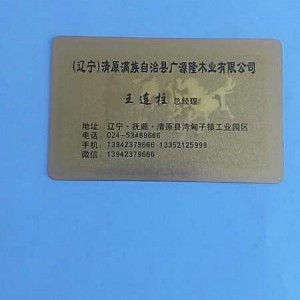 (辽宁)清原满族自治县广源隆木业有限公司
王连柱 总经理
地址：辽宁·抚顺·清原县湾甸子镇工业园区
电话：024-53469666
手机：13942379666 13352125999
微信：13942379666